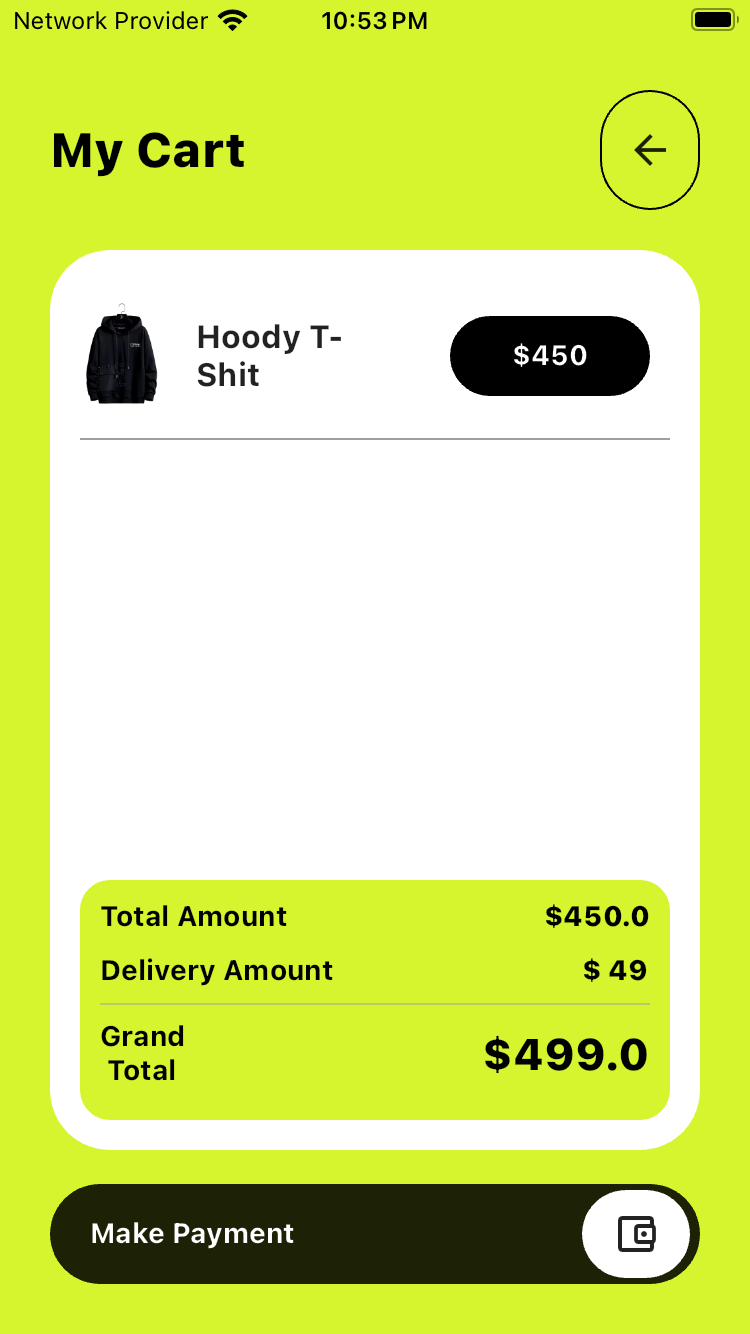 Network Provider 10:53 PM
My Cart
Hoody T-
Shit
$450
Total Amount $450.0
Delivery Amount $ 49
Grand
Total
$499.0
Make Payment